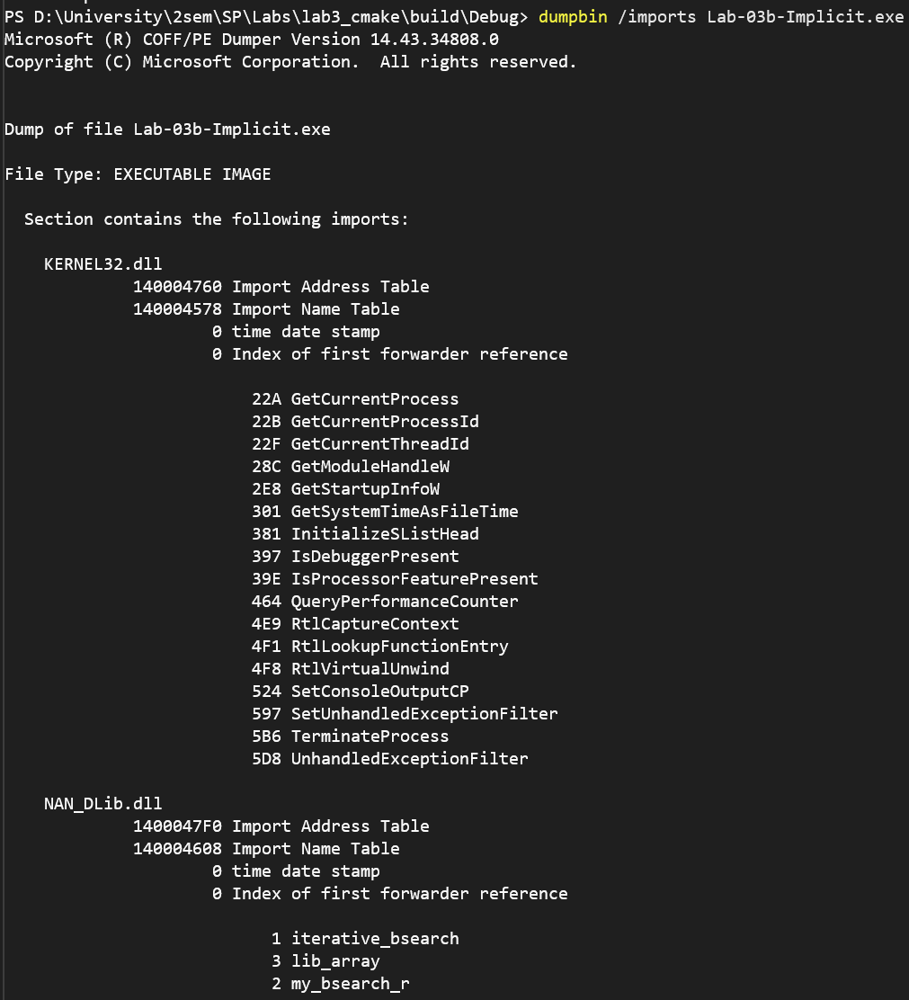 PS D:\University\2sem\SP\Labs\lab3_cmake\build\Debug> dumpbin /imports Lab-03b-Implicit.exe
Microsoft (R) COFF/PE Dumper Version 14.43.34808.0
Copyright (C) Microsoft Corporation.  All rights reserved.
Dump of file Lab-03b-Implicit.exe
File Type: EXECUTABLE IMAGE
Section contains the following imports:
KERNEL32.dll
140004760 Import Address Table
140004578 Import Name Table
0 time date stamp
0 Index of first forwarder reference
22A GetCurrentProcess
22B GetCurrentProcessId
22F GetCurrentThreadId
28C GetModuleHandleW
2E8 GetStartupInfoW
301 GetSystemTimeAsFileTime
381 InitializeSListHead
397 IsDebuggerPresent
39E IsProcessorFeaturePresent
464 QueryPerformanceCounter
4E9 RtlCaptureContext
4F1 RtlLookupFunctionEntry
4F8 RtlVirtualUnwind
524 SetConsoleOutputCP
597 SetUnhandledExceptionFilter
5B6 TerminateProcess
5D8 UnhandledExceptionFilter
NAN_DLib.dll
1400047F0 Import Address Table
140004608 Import Name Table
0 time date stamp
0 Index of first forwarder reference
1 iterative_bsearch
3 lib_array
2 my_bsearch_r